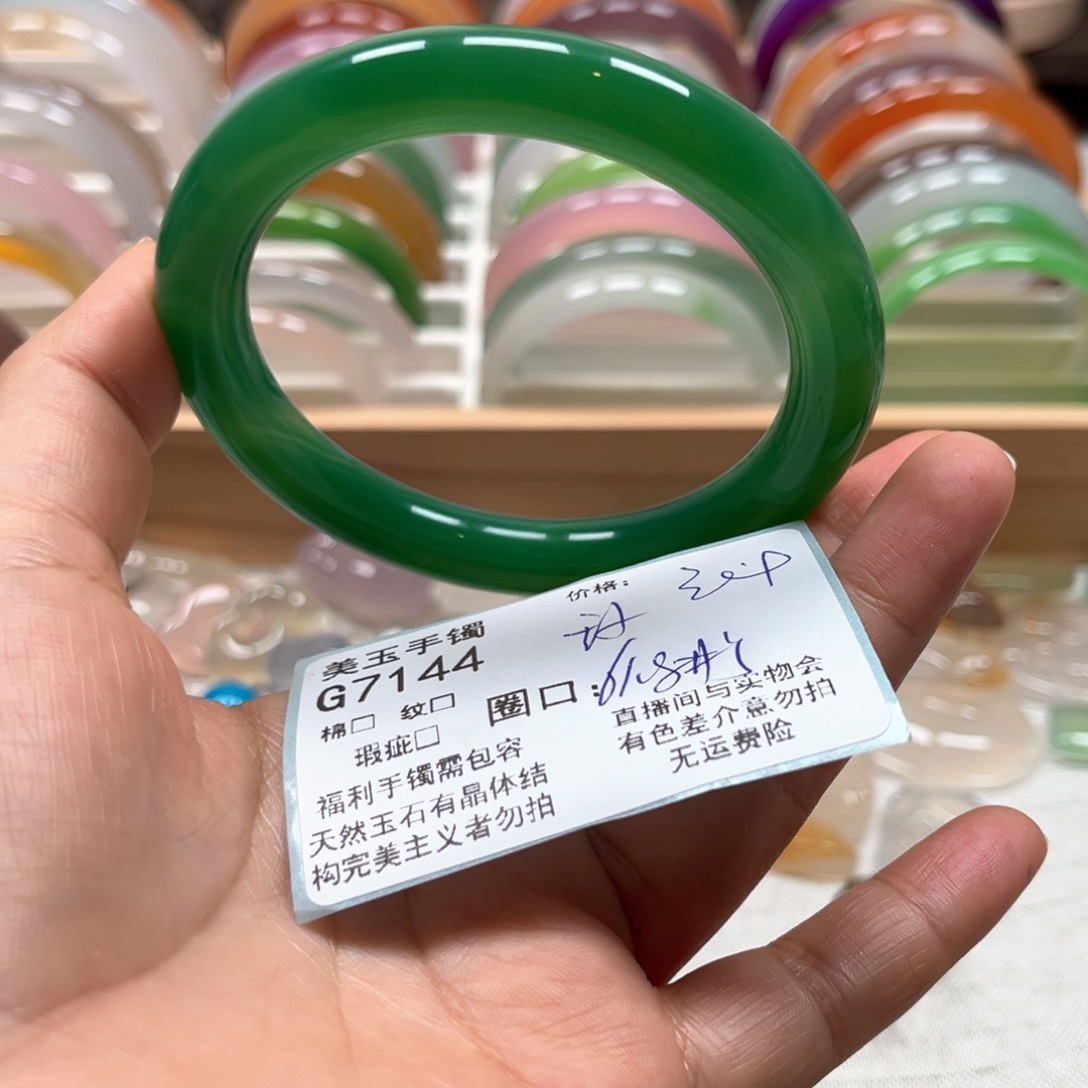 美玉手镯
G7144
价格：
棉□ 纹□
圈口：
瑕疵□
福利手镯需包容
天然玉石有晶体结
构完美主义者勿拍
直播间与实物会
有色差介意勿拍
无运费险